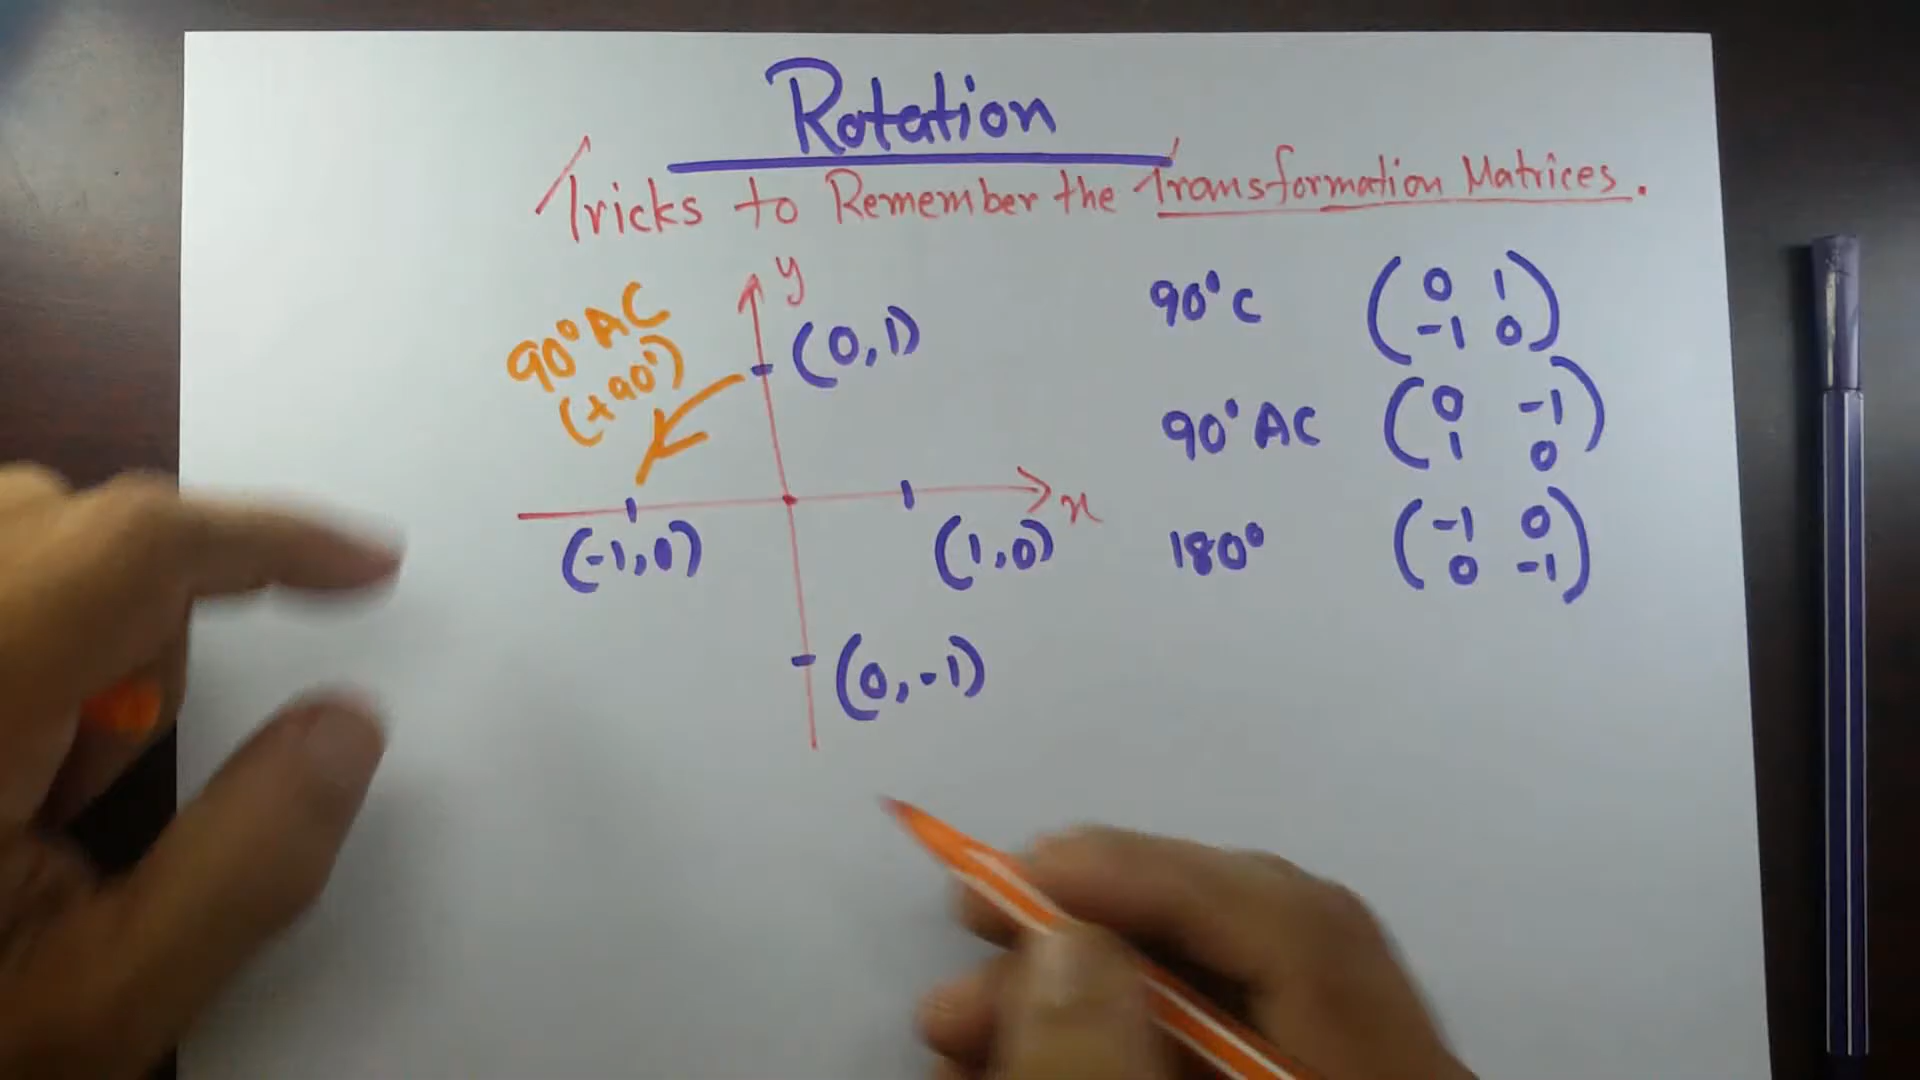 Rotation
Tricks to Remember the Transformation Matrices.
y
90° AC
(+90°)
(0,1)
x
(-1,0)
(1,0)
(0,-1)
90° C (0 1
-1 0)
90° AC (0 -1
1 0)
180° (-1 0
0 -1)